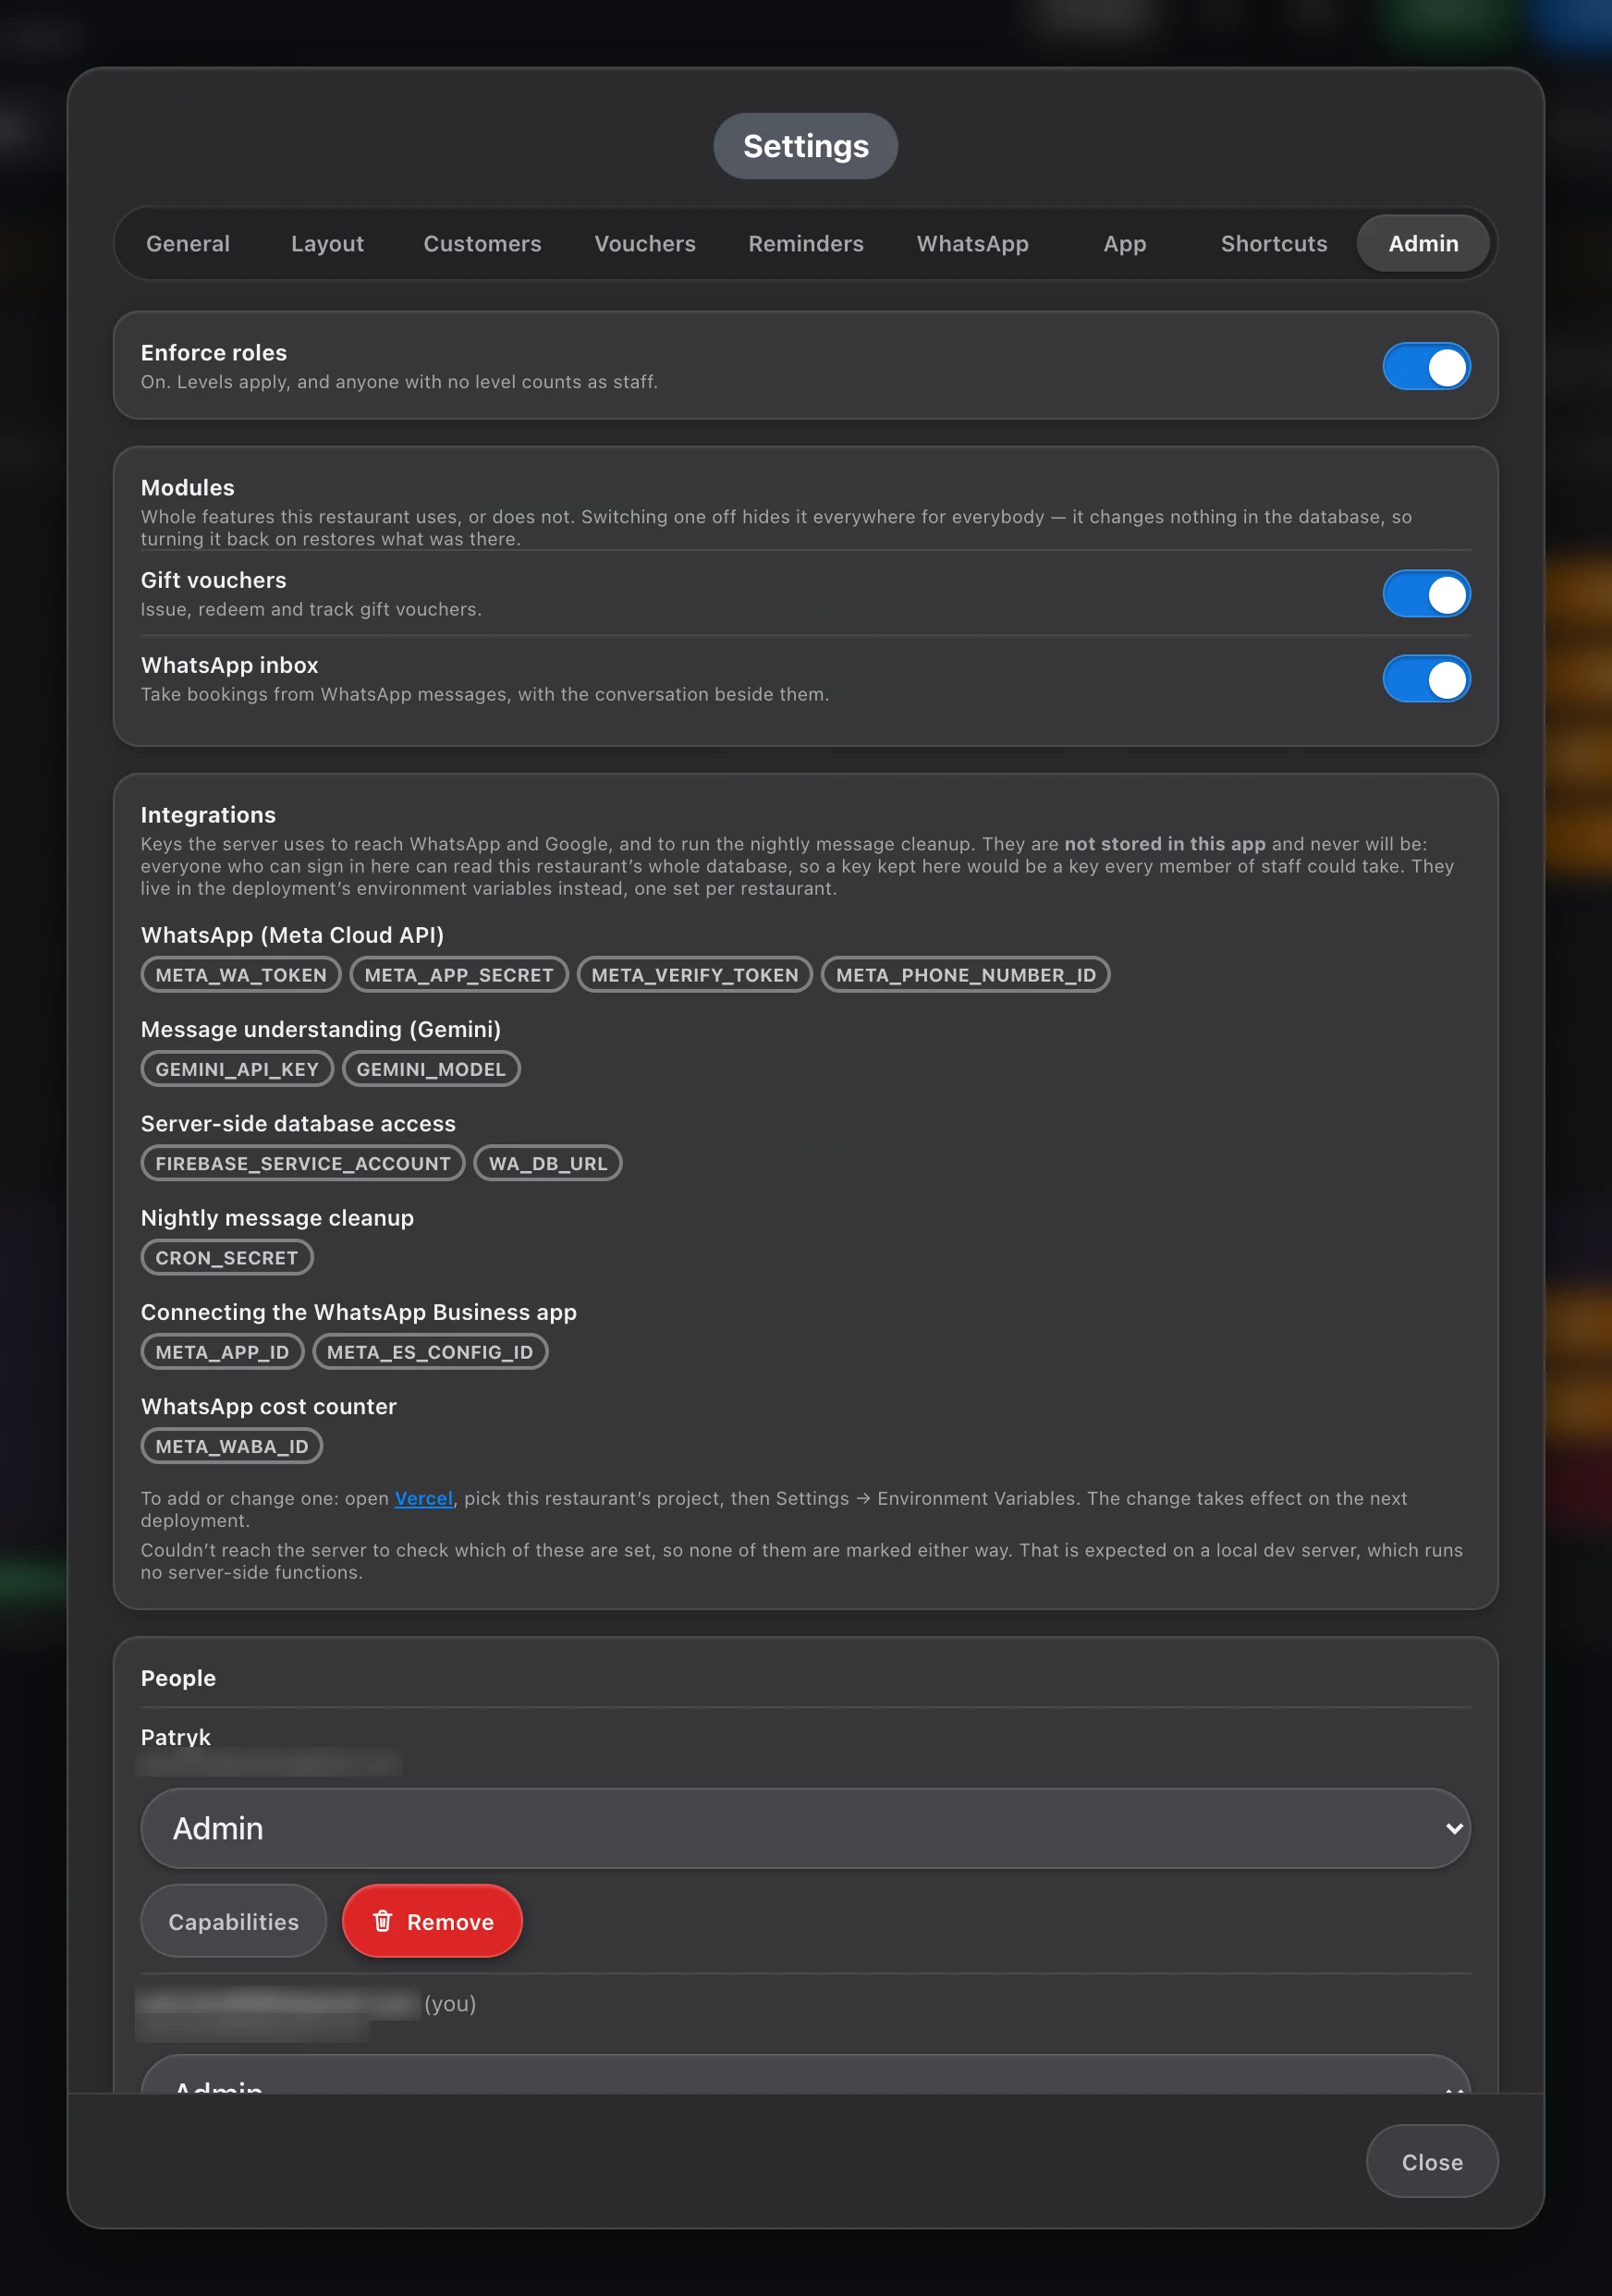 Settings
General Layout Customers Vouchers Reminders WhatsApp App Shortcuts Admin
Enforce roles
On. Levels apply, and anyone with no level counts as staff.
Modules
Whole features this restaurant uses, or does not. Switching one off hides it everywhere for everybody — it changes nothing in the database, so
turning it back on restores what was there.
Gift vouchers
Issue, redeem and track gift vouchers.
WhatsApp inbox
Take bookings from WhatsApp messages, with the conversation beside them.
Integrations
Keys the server uses to reach WhatsApp and Google, and to run the nightly message cleanup. They are not stored in this app and never will be:
everyone who can sign in here can read this restaurant’s whole database, so a key kept here would be a key every member of staff could take. They
live in the deployment’s environment variables instead, one set per restaurant.
WhatsApp (Meta Cloud API)
META_WA_TOKEN META_APP_SECRET META_VERIFY_TOKEN META_PHONE_NUMBER_ID
Message understanding (Gemini)
GEMINI_API_KEY GEMINI_MODEL
Server-side database access
FIREBASE_SERVICE_ACCOUNT WA_DB_URL
Nightly message cleanup
CRON_SECRET
Connecting the WhatsApp Business app
META_APP_ID META_ES_CONFIG_ID
WhatsApp cost counter
META_WABA_ID
To add or change one: open Vercel, pick this restaurant’s project, then Settings → Environment Variables. The change takes effect on the next
deployment.
Couldn’t reach the server to check which of these are set, so none of them are marked either way. That is expected on a local dev server, which runs
no server-side functions.
People
Patryk
Admin
Capabilities Remove
(you)
Admin
Close